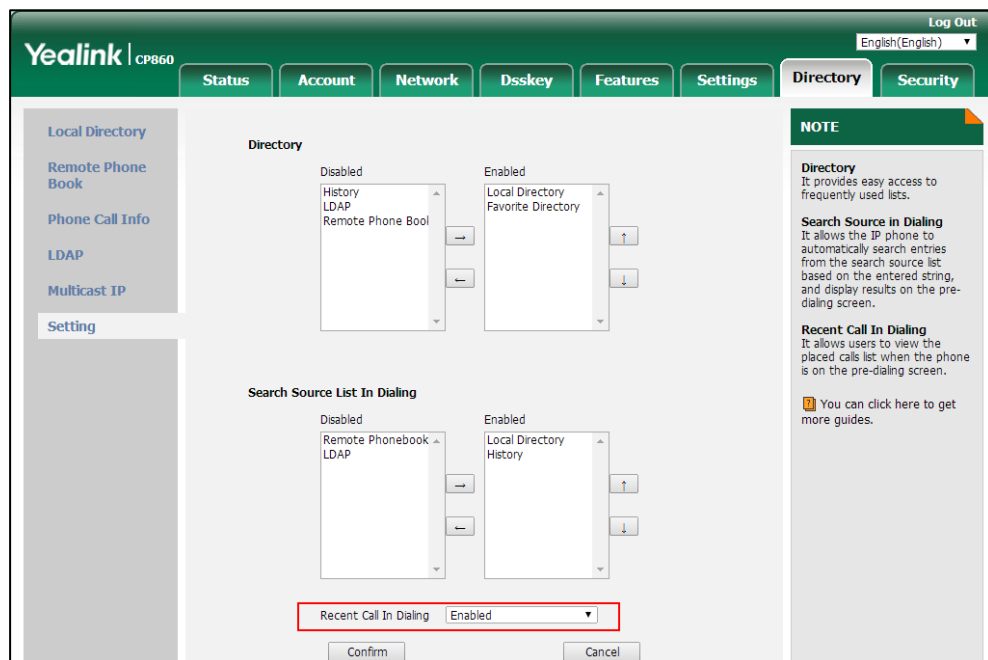 Log Out
Yealink CP860
English(English)
Status Account Network Dsskey Features Settings Directory Security
Local Directory
Remote Phone
Book
Phone Call Info
LDAP
Multicast IP
Setting
Directory
Disabled Enabled
History
LDAP
Remote Phone Bool
Local Directory
Favorite Directory
→
←
↑
↓
Search Source List In Dialing
Disabled Enabled
Remote Phonebook
LDAP
Local Directory
History
→
←
↑
↓
Recent Call In Dialing Enabled
Confirm Cancel
NOTE
Directory
It provides easy access to
frequently used lists.
Search Source in Dialing
It allows the IP phone to
automatically search entries
from the search source list
based on the entered string,
and display results on the pre-
dialing screen.
Recent Call In Dialing
It allows users to view the
placed calls list when the phone
is on the pre-dialing screen.
? You can click here to get
more guides.